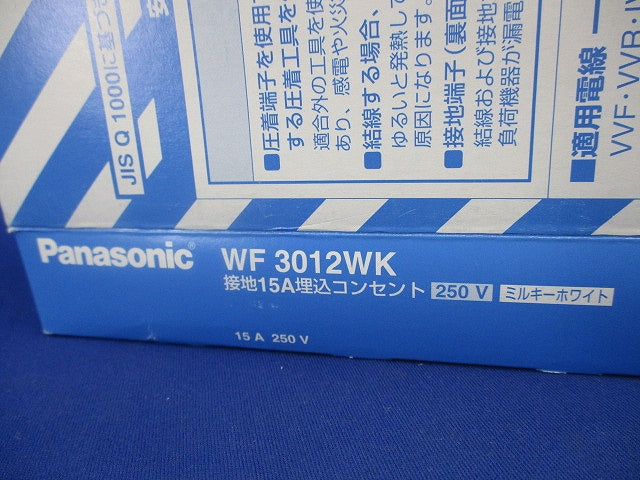 JIS Q 1000に基づ
■圧着端子を使用
する圧着工具を
適合外の工具を使
あり、感電や火災
■結線する場合、
ゆるいと発熱して
原因になります。
■接地端子(裏面
結線および接地
負荷機器が漏電
■適用電線
VVF・VVR・IV
Panasonic
WF 3012WK
接地15A埋込コンセント 250 V ミルキーホワイト
15 A 250 V